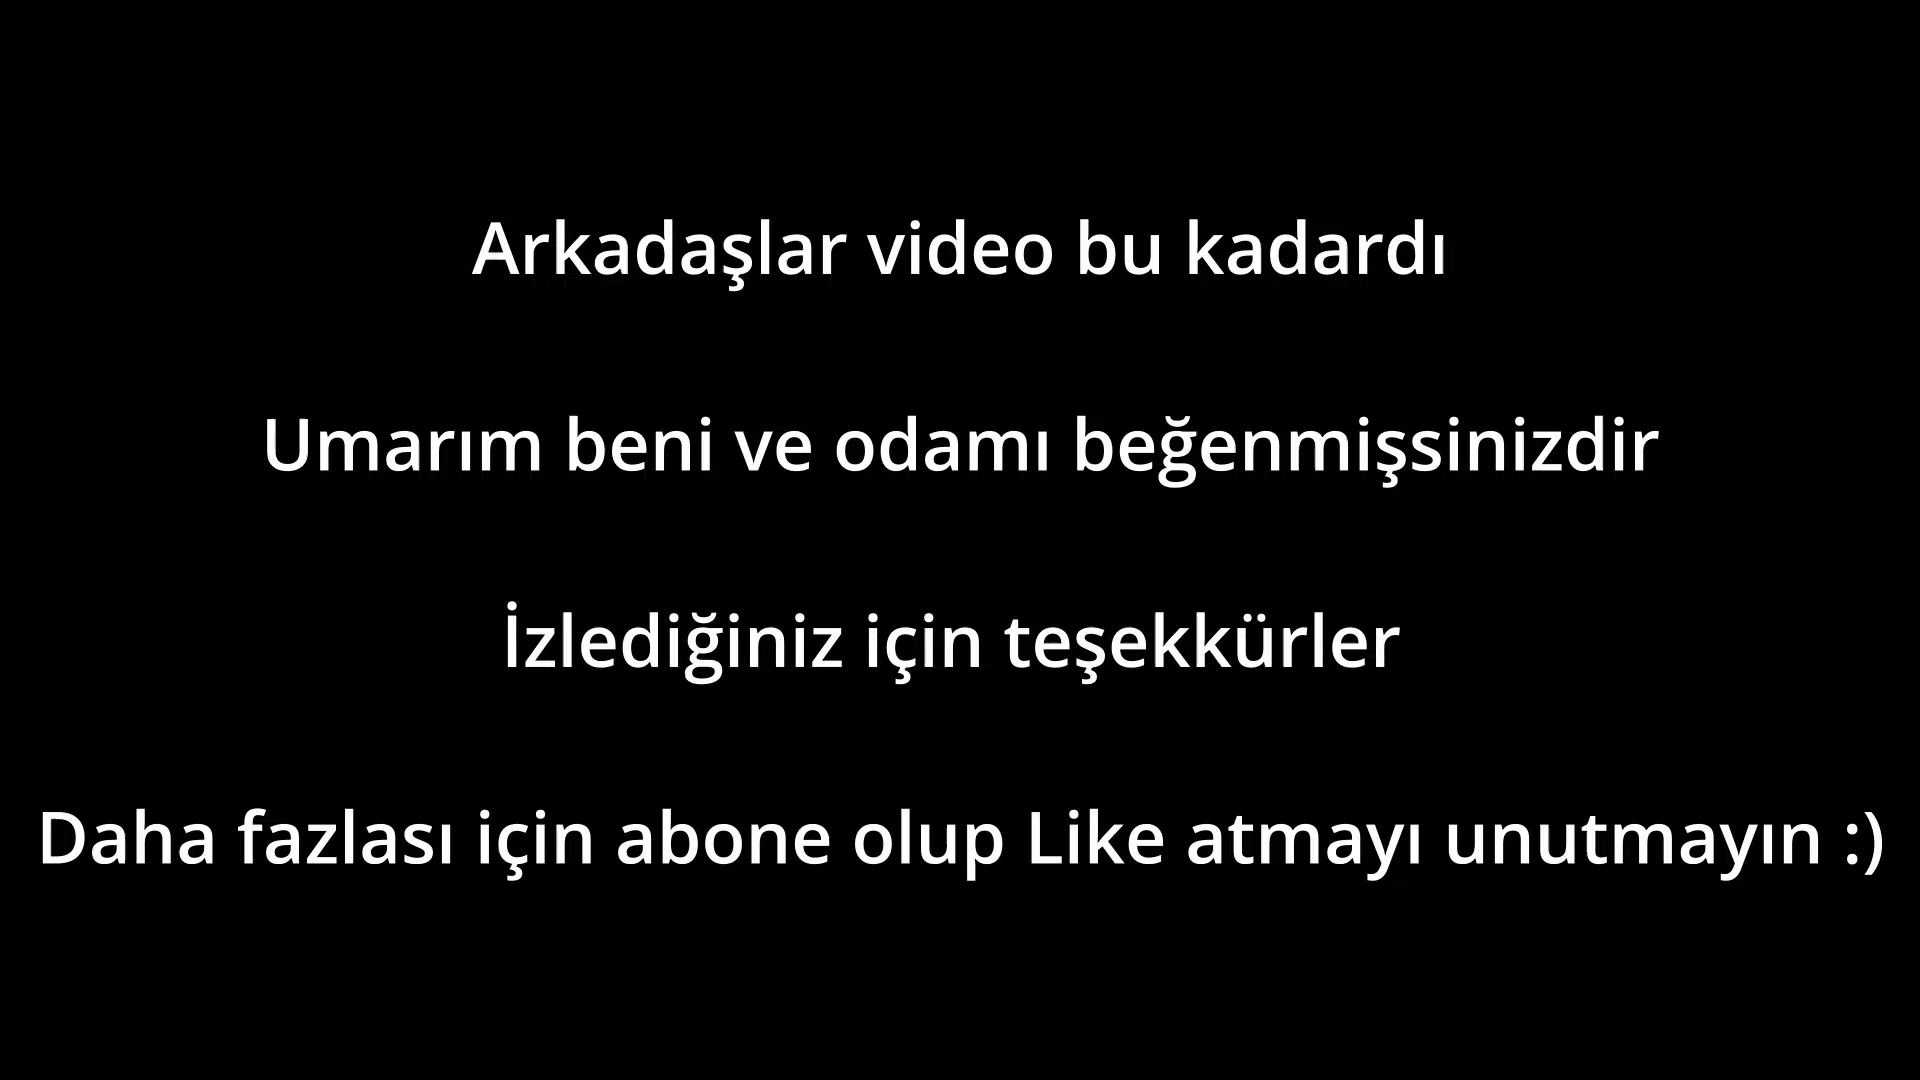 Arkadaşlar video bu kadardı
Umarım beni ve odamı beğenmişsinizdir
İzlediğiniz için teşekkürler
Daha fazlası için abone olup Like atmayı unutmayın :)